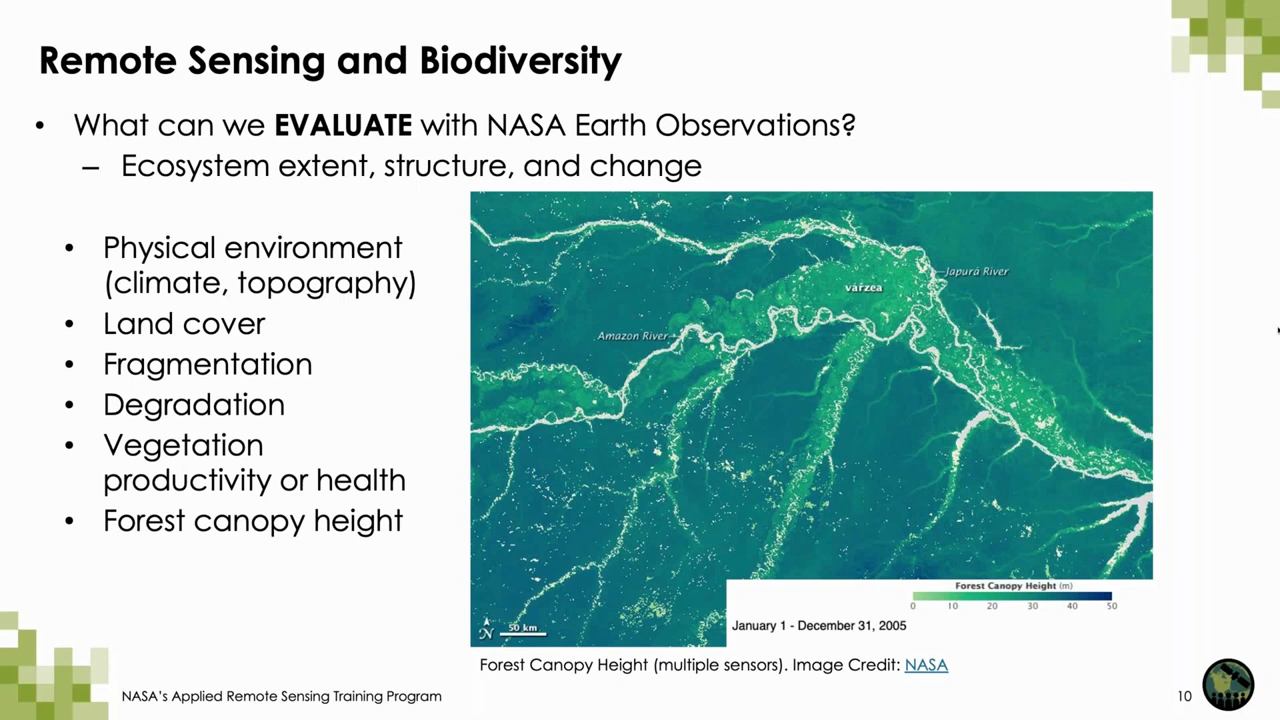 Remote Sensing and Biodiversity
• What can we EVALUATE with NASA Earth Observations?
– Ecosystem extent, structure, and change
• Physical environment
(climate, topography)
• Land cover
• Fragmentation
• Degradation
• Vegetation
productivity or health
• Forest canopy height
Japurá River
várzea
Amazon River
Forest Canopy Height (m)
0 10 20 30 40 50
N 50 km
January 1 - December 31, 2005
Forest Canopy Height (multiple sensors). Image Credit: NASA
NASA's Applied Remote Sensing Training Program
10